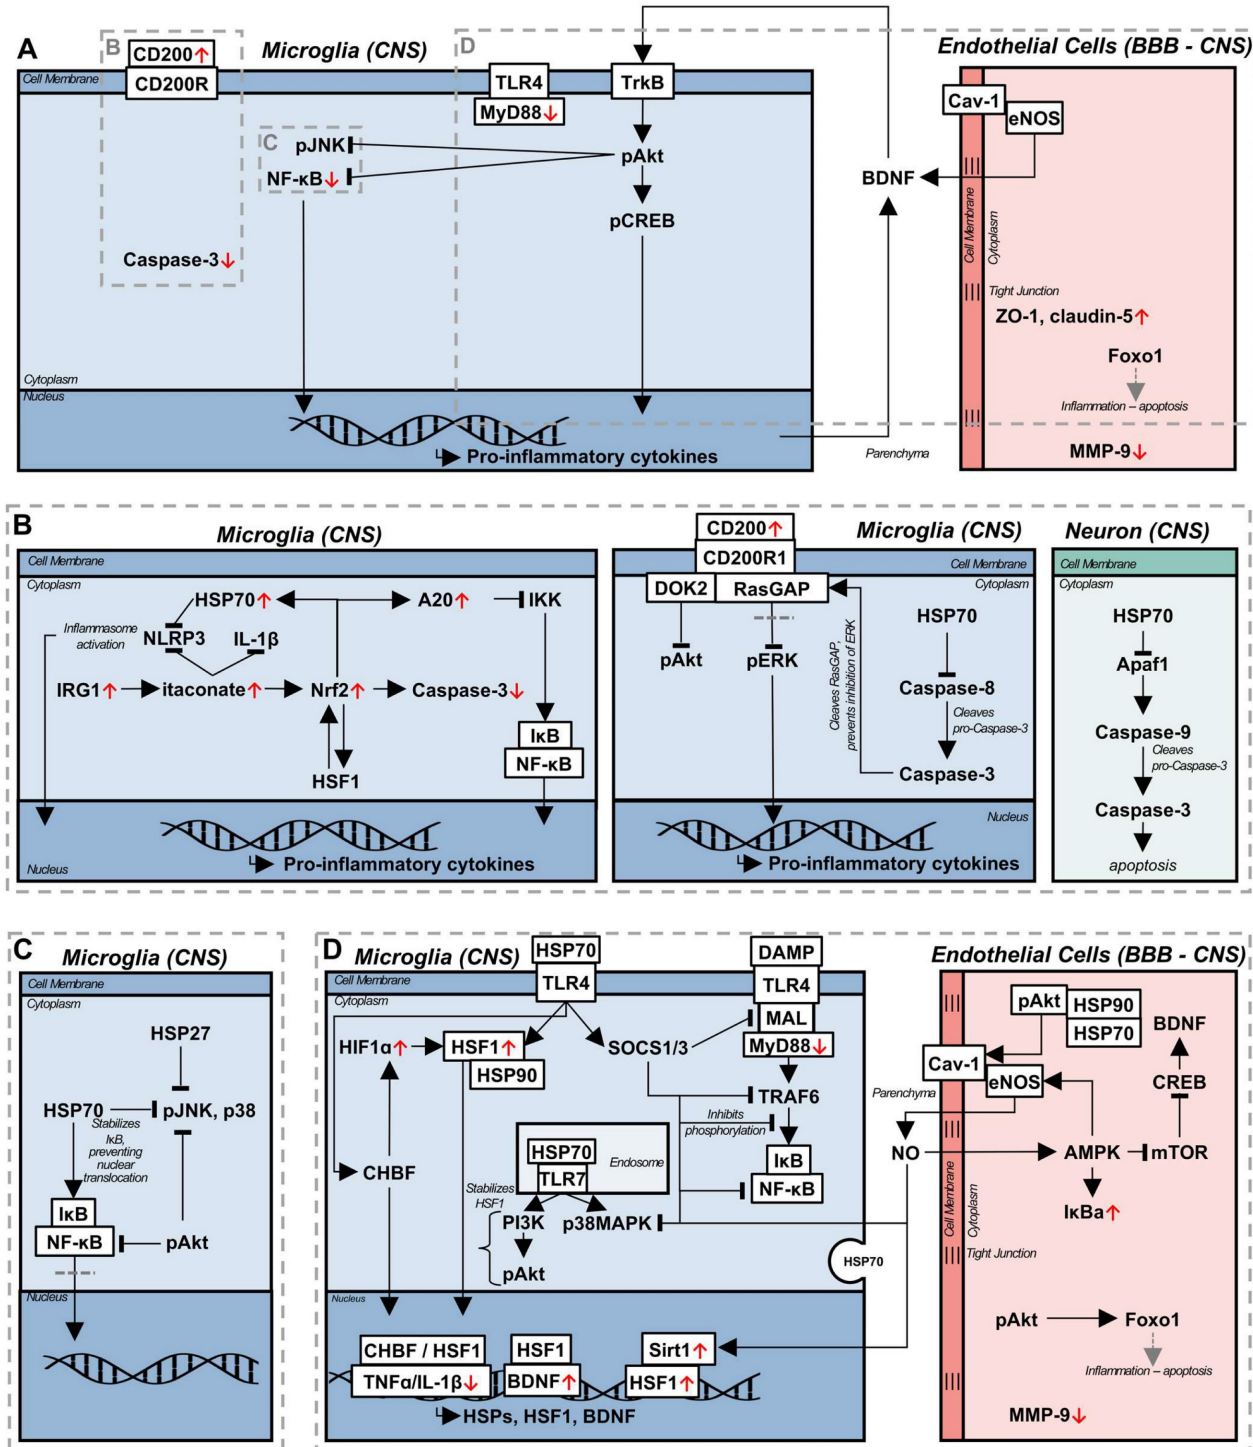 A
B
CD200↑
CD200R
Microglia (CNS)
D
Endothelial Cells (BBB - CNS)
Cell Membrane
TLR4
MyD88↓
TrkB
Cav-1
eNOS
C
pJNK
NF-κB↓
pAkt
pCREB
BDNF
Cell Membrane
Cytoplasm
Caspase-3↓
Tight Junction
ZO-1, claudin-5↑
Foxo1
Inflammation – apoptosis
Cytoplasm
Nucleus
Pro-inflammatory cytokines
Parenchyma
MMP-9↓
B
Microglia (CNS)
Cell Membrane
Cytoplasm
HSP70↑
A20↑
IKK
Inflammasome
activation
NLRP3
IL-1β
IRG1↑
itaconate↑
Nrf2↑
Caspase-3↓
HSF1
IκB
NF-κB
Pro-inflammatory cytokines
Nucleus
CD200↑
CD200R1
Microglia (CNS)
Cell Membrane
Cytoplasm
DOK2
RasGAP
HSP70
pAkt
pERK
Cleaves RasGAP,
prevents inhibition of ERK
Caspase-8
Cleaves
pro-Caspase-3
Caspase-3
Nucleus
Pro-inflammatory cytokines
Neuron (CNS)
Cell Membrane
Cytoplasm
HSP70
Apaf1
Caspase-9
Cleaves
pro-Caspase-3
Caspase-3
apoptosis
C
Microglia (CNS)
Cell Membrane
Cytoplasm
HSP27
HSP70
pJNK, p38
Stabilizes
IκB,
preventing
nuclear
translocation
IκB
NF-κB
pAkt
Nucleus
D
Microglia (CNS)
HSP70
TLR4
DAMP
TLR4
Cell Membrane
Cytoplasm
MAL
MyD88↓
HIF1α↑
HSF1↑
HSP90
SOCS1/3
TRAF6
Inhibits
phosphorylation
HSP70
TLR7
Endosome
IκB
NF-κB
CHBF
Stabilizes
HSF1
PI3K
p38MAPK
pAkt
HSP70
Nucleus
CHBF / HSF1
TNFα/IL-1β↓
HSF1
BDNF↑
Sirt1↑
HSF1↑
HSPs, HSF1, BDNF
Endothelial Cells (BBB - CNS)
pAkt
HSP90
HSP70
BDNF
Cav-1
eNOS
CREB
Parenchyma
NO
AMPK
mTOR
IκBa↑
Cell Membrane
Cytoplasm
Tight Junction
pAkt
Foxo1
Inflammation – apoptosis
MMP-9↓